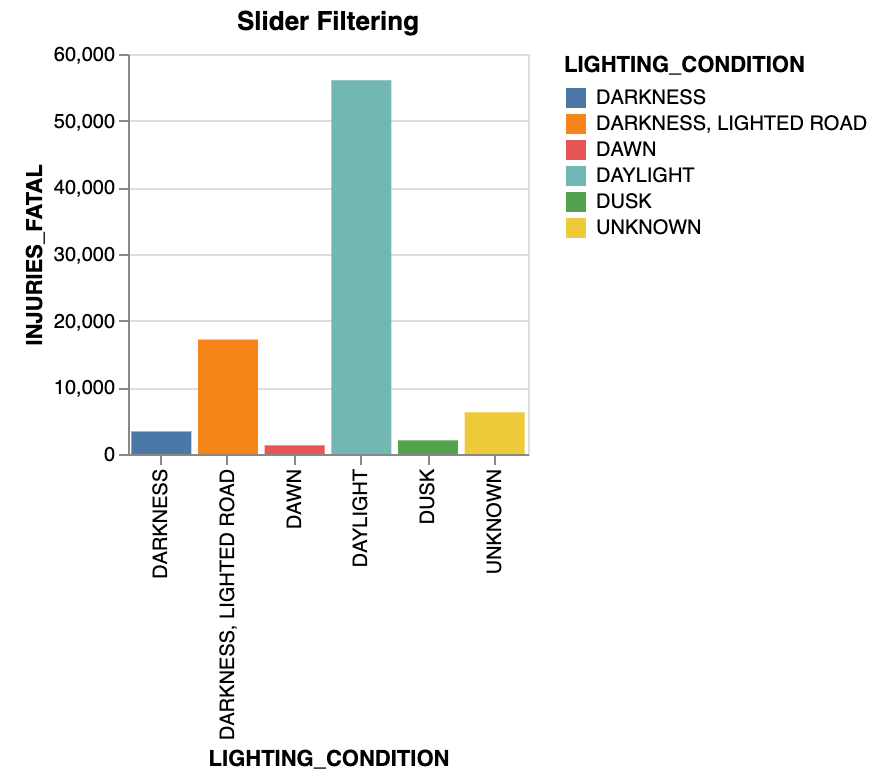 Slider Filtering
INJURIES_FATAL
60,000
50,000
40,000
30,000
20,000
10,000
0
DARKNESS
DARKNESS, LIGHTED ROAD
DAWN
DAYLIGHT
DUSK
UNKNOWN
LIGHTING_CONDITION
LIGHTING_CONDITION
DARKNESS
DARKNESS, LIGHTED ROAD
DAWN
DAYLIGHT
DUSK
UNKNOWN